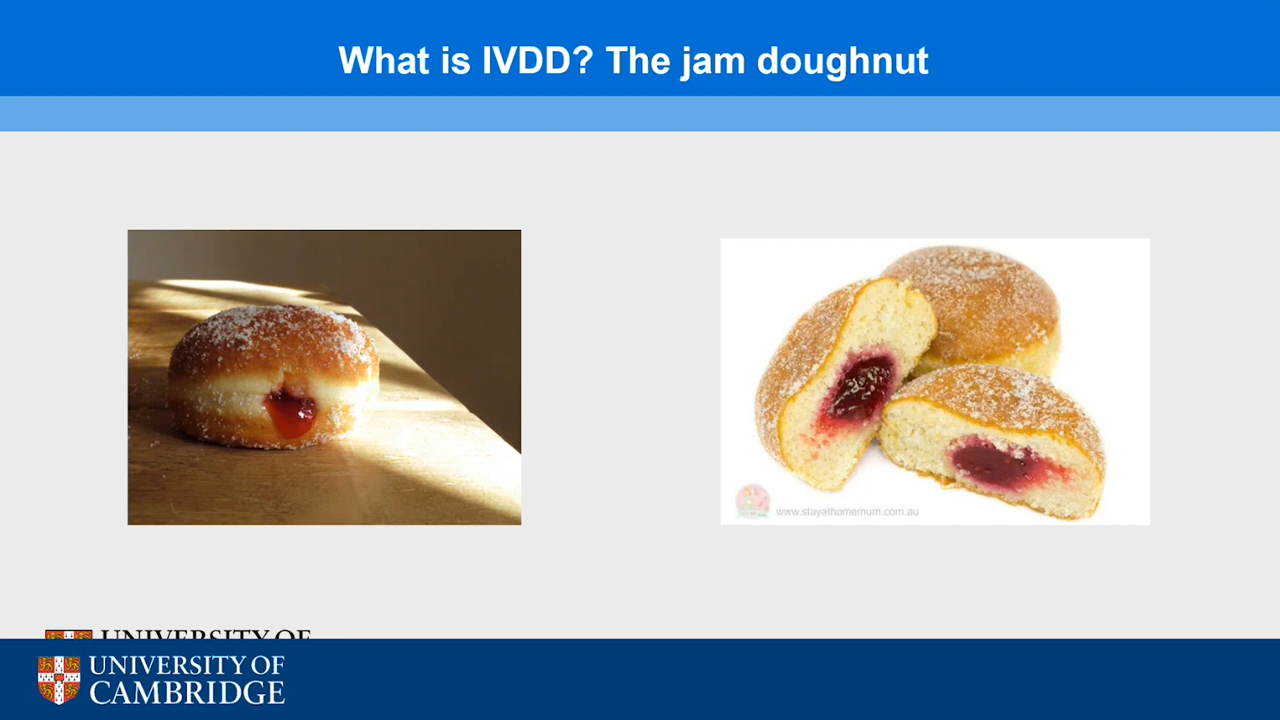 What is IVDD? The jam doughnut
www.stayathomemum.com.au
UNIVERSITY OF
UNIVERSITY OF
CAMBRIDGE